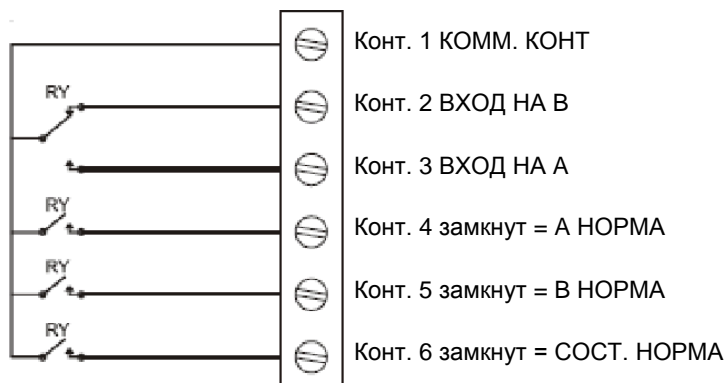 Конт. 1 КОММ. КОНТ
RY
Конт. 2 ВХОД НА В
Конт. 3 ВХОД НА А
RY
Конт. 4 замкнут = А НОРМА
RY
Конт. 5 замкнут = В НОРМА
RY
Конт. 6 замкнут = СОСТ. НОРМА